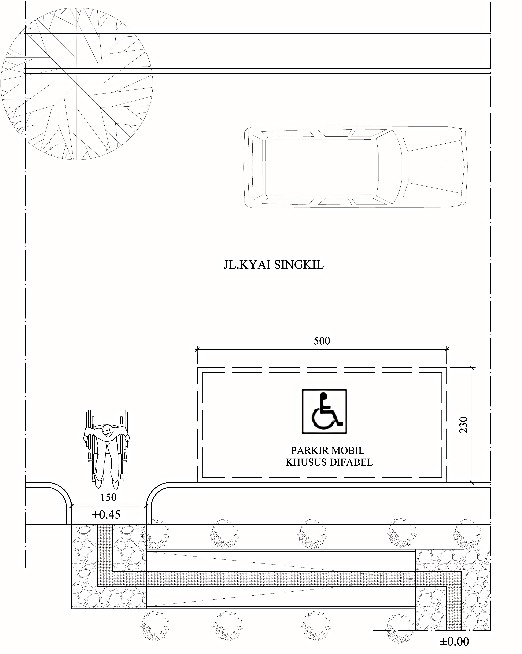 JL.KYAI SINGKIL
500
230
PARKIR MOBIL
KHUSUS DIFABEL
150
+0.45
±0.00